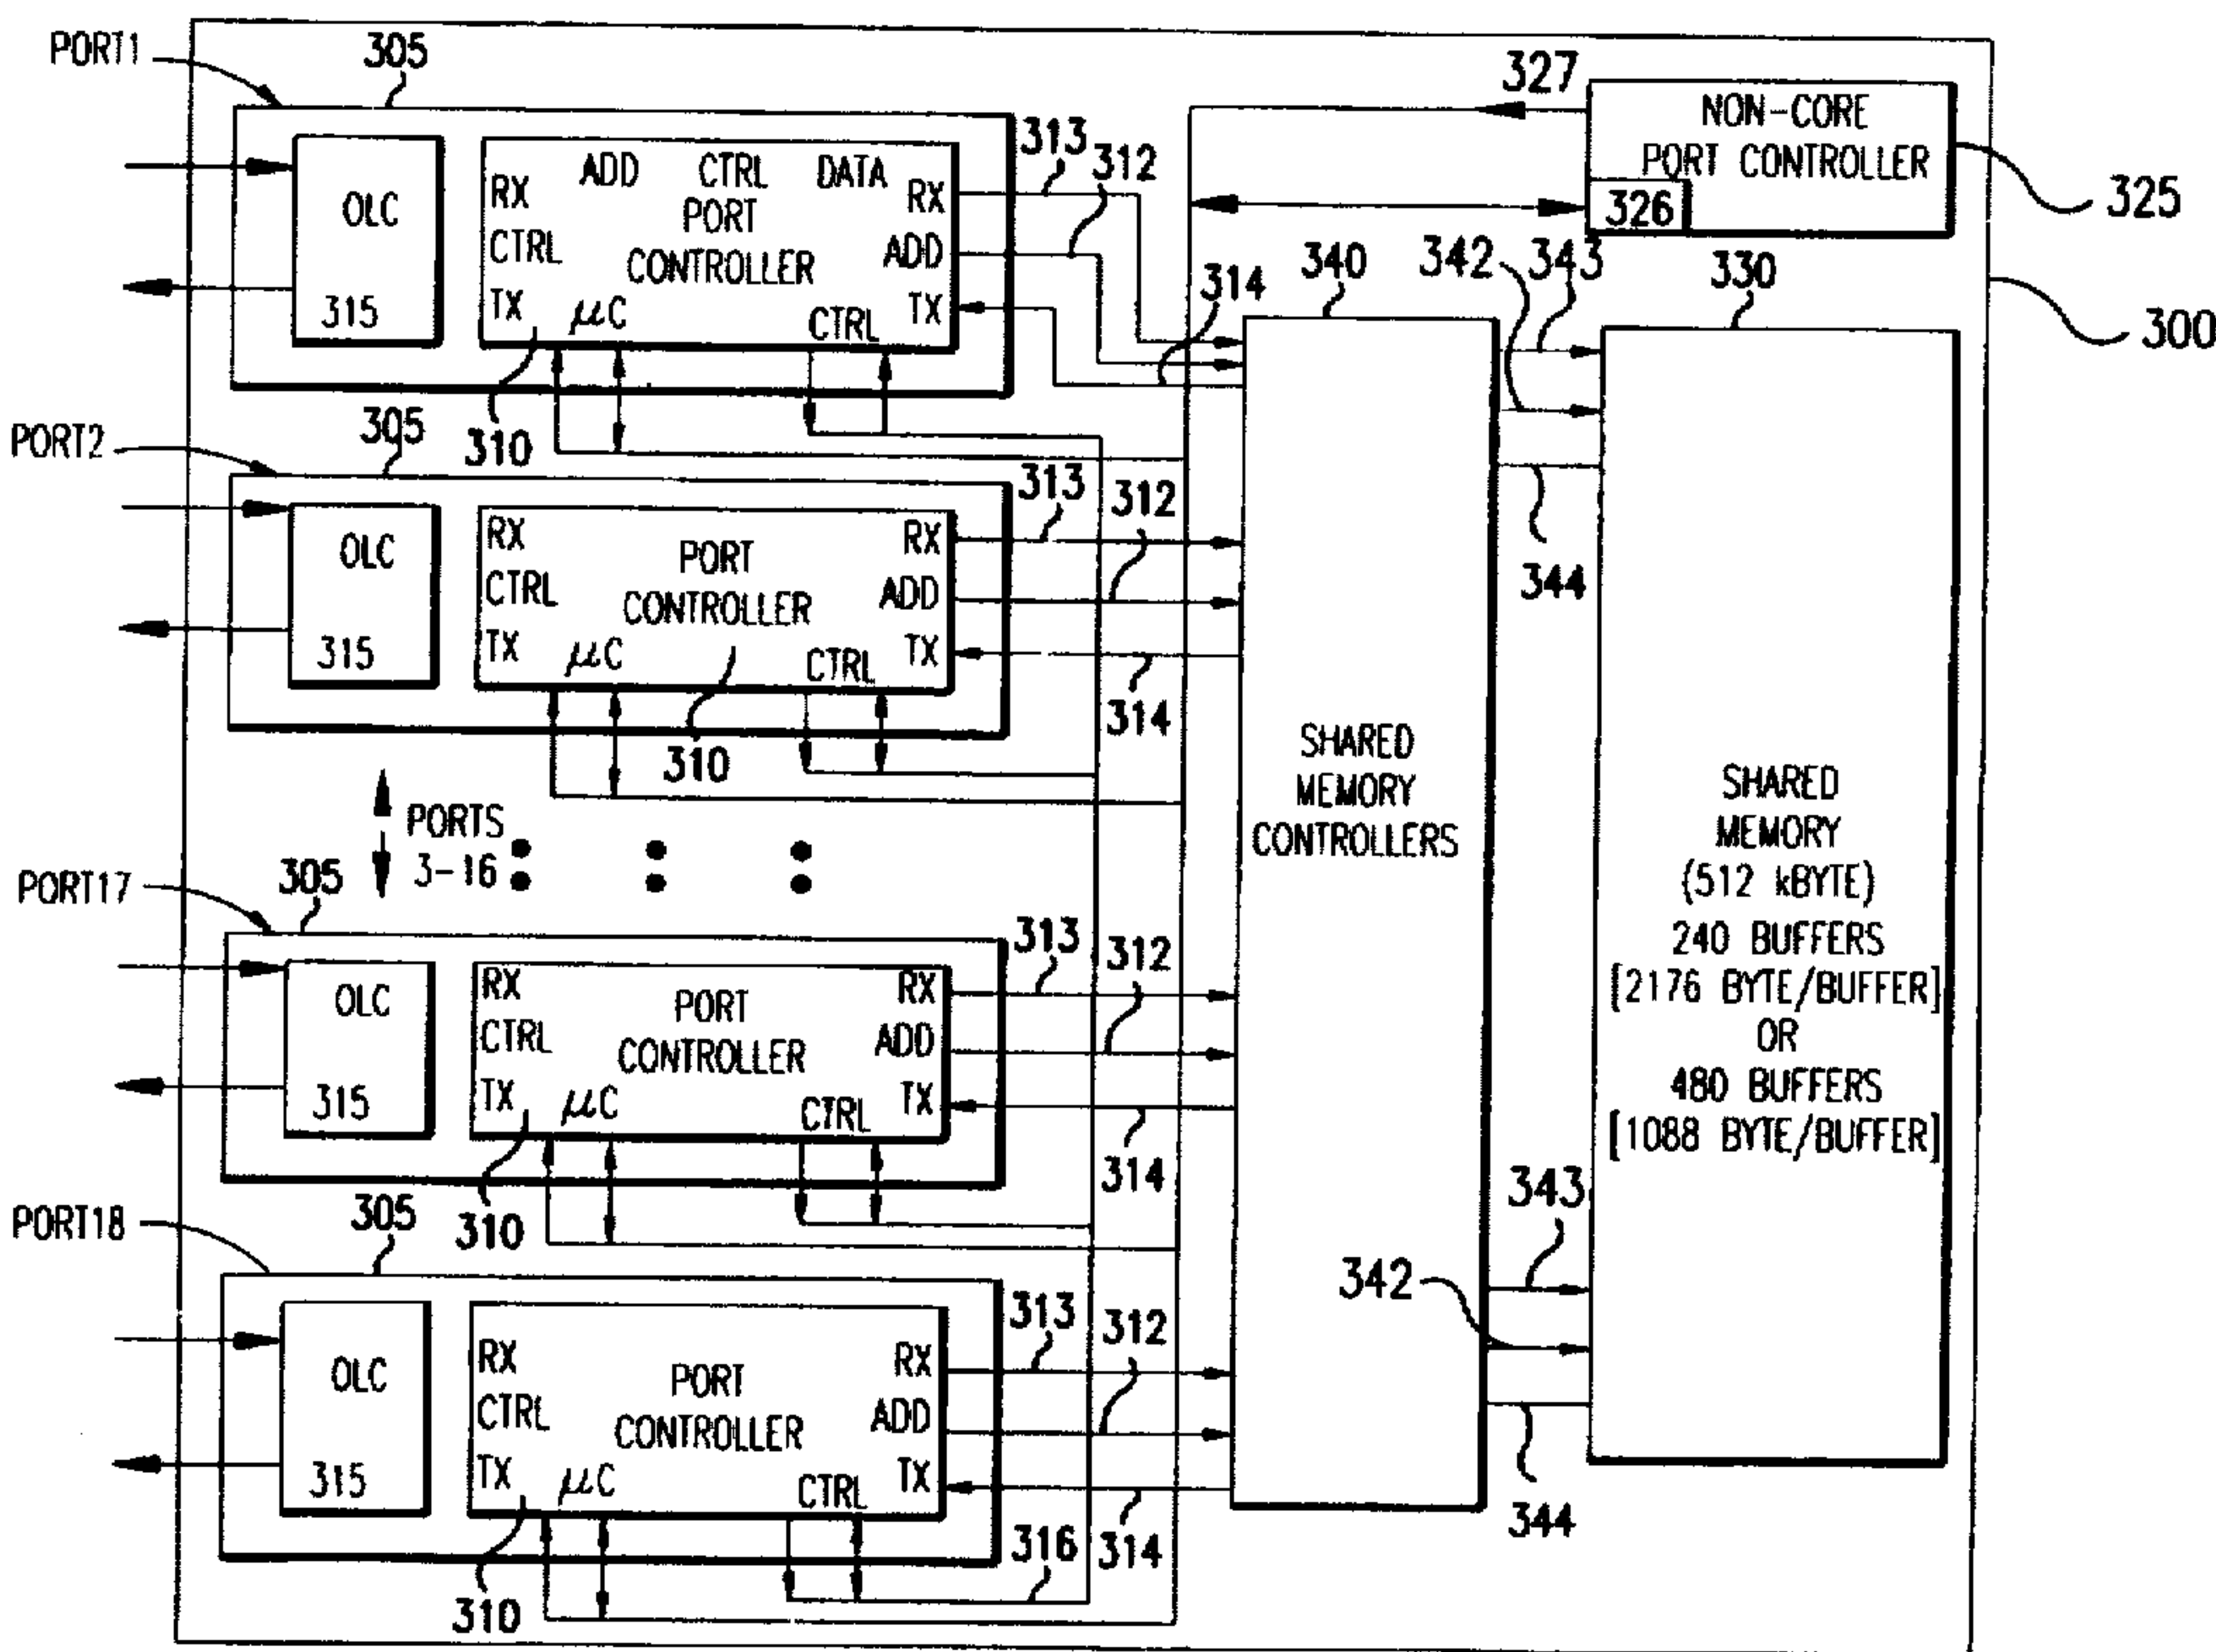 PORT1
305
327
NON-CORE
PORT CONTROLLER
326
325
313
312
OLC
315
ADD CTRL DATA
RX
CTRL
TX
PORT
CONTROLLER
μC
CTRL
RX
ADD
TX
310
314
340
342
343
330
300
PORT2
305
313
312
OLC
315
RX
CTRL
TX
PORT
CONTROLLER
μC
CTRL
RX
ADD
TX
310
314
344
SHARED
MEMORY
CONTROLLERS
SHARED
MEMORY
(512 kBYTE)
240 BUFFERS
[2176 BYTE/BUFFER]
OR
480 BUFFERS
[1088 BYTE/BUFFER]
PORTS
3-16
PORT17
305
313
312
OLC
315
RX
CTRL
TX
PORT
CONTROLLER
μC
CTRL
RX
ADD
TX
310
314
343
342
344
PORT18
305
313
312
OLC
315
RX
CTRL
TX
PORT
CONTROLLER
μC
CTRL
RX
ADD
TX
310
316
314